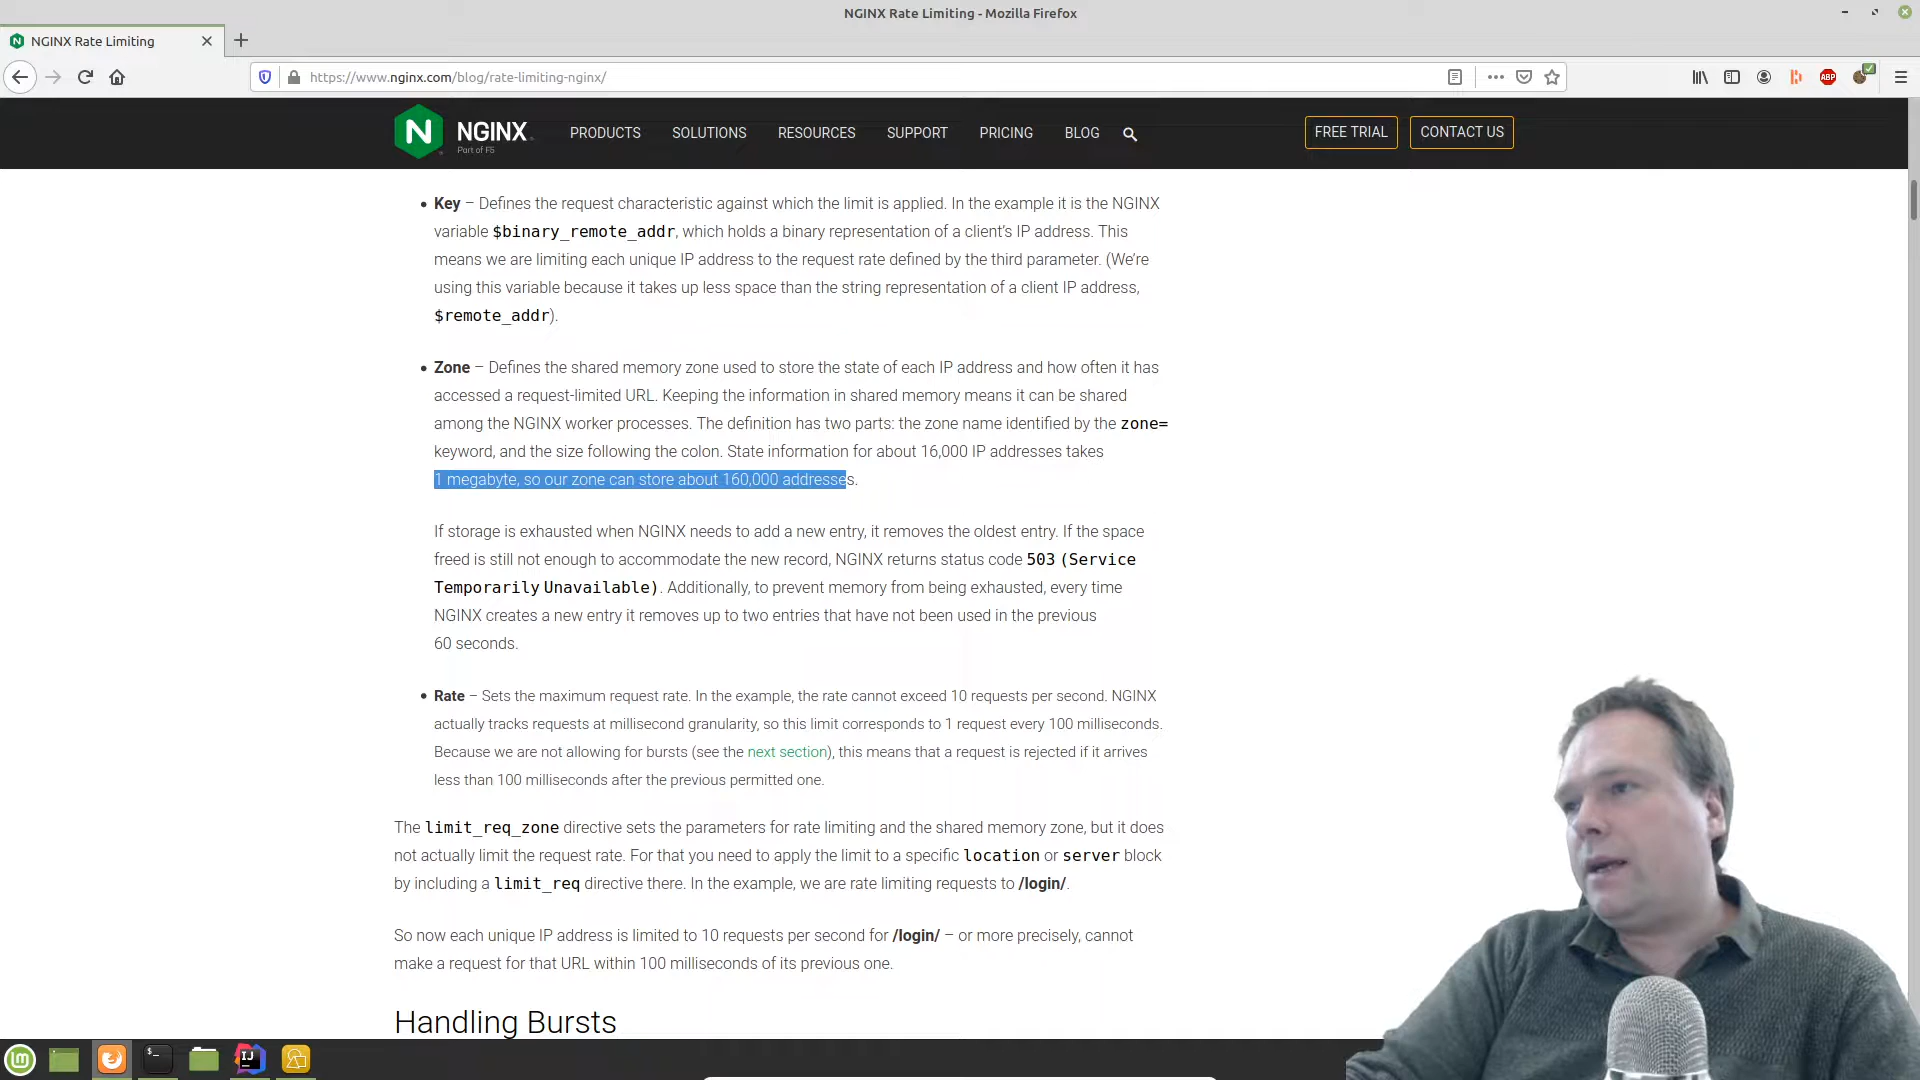 NGINX Rate Limiting - Mozilla Firefox
NGINX Rate Limiting
https://www.nginx.com/blog/rate-limiting-nginx/
ABP
N NGINX
Part of F5
PRODUCTS SOLUTIONS RESOURCES SUPPORT PRICING BLOG
FREE TRIAL CONTACT US
• Key – Defines the request characteristic against which the limit is applied. In the example it is the NGINX
variable $binary_remote_addr, which holds a binary representation of a client's IP address. This
means we are limiting each unique IP address to the request rate defined by the third parameter. (We're
using this variable because it takes up less space than the string representation of a client IP address,
$remote_addr).
• Zone – Defines the shared memory zone used to store the state of each IP address and how often it has
accessed a request-limited URL. Keeping the information in shared memory means it can be shared
among the NGINX worker processes. The definition has two parts: the zone name identified by the zone=
keyword, and the size following the colon. State information for about 16,000 IP addresses takes
1 megabyte, so our zone can store about 160,000 addresses.
If storage is exhausted when NGINX needs to add a new entry, it removes the oldest entry. If the space
freed is still not enough to accommodate the new record, NGINX returns status code 503 (Service
Temporarily Unavailable). Additionally, to prevent memory from being exhausted, every time
NGINX creates a new entry it removes up to two entries that have not been used in the previous
60 seconds.
• Rate – Sets the maximum request rate. In the example, the rate cannot exceed 10 requests per second. NGINX
actually tracks requests at millisecond granularity, so this limit corresponds to 1 request every 100 milliseconds.
Because we are not allowing for bursts (see the next section), this means that a request is rejected if it arrives
less than 100 milliseconds after the previous permitted one.
The limit_req_zone directive sets the parameters for rate limiting and the shared memory zone, but it does
not actually limit the request rate. For that you need to apply the limit to a specific location or server block
by including a limit_req directive there. In the example, we are rate limiting requests to /login/.
So now each unique IP address is limited to 10 requests per second for /login/ – or more precisely, cannot
make a request for that URL within 100 milliseconds of its previous one.
Handling Bursts
IJ